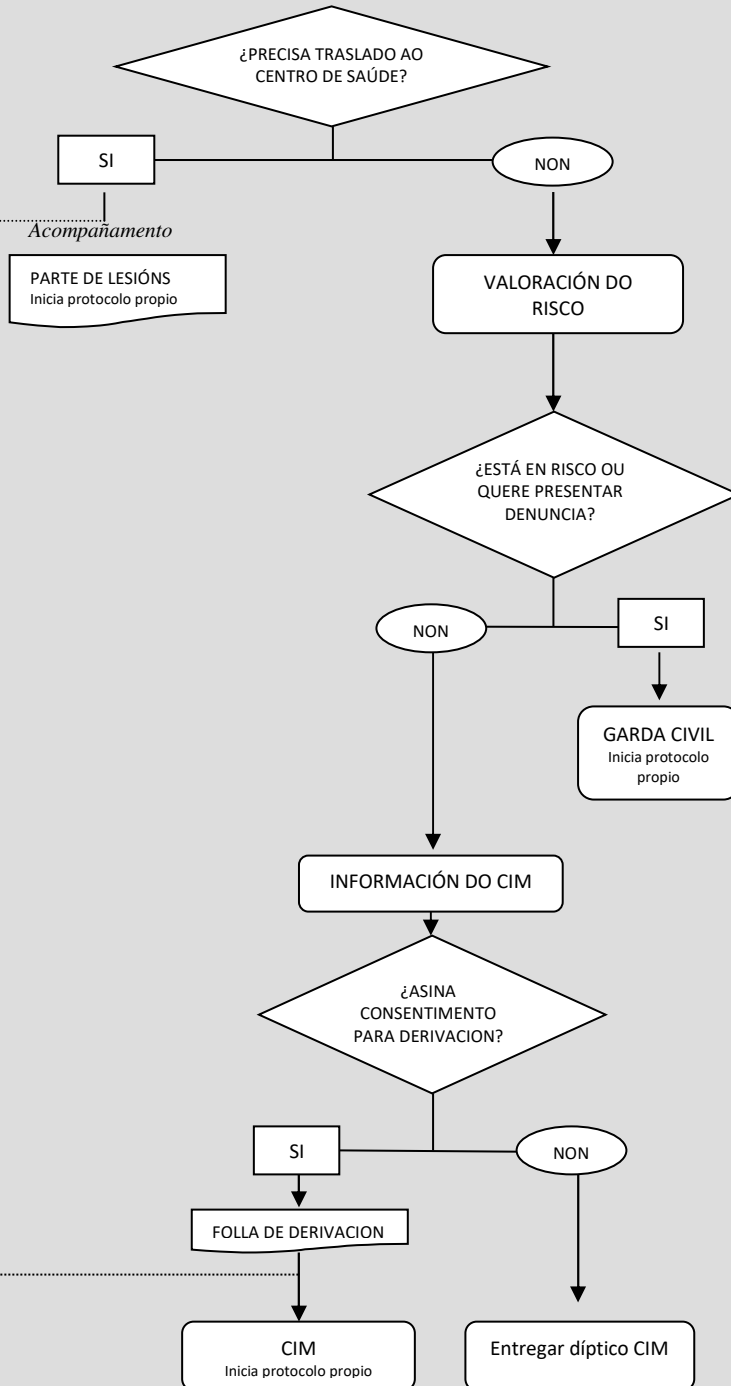 ¿PRECISA TRASLADO AO
CENTRO DE SAÚDE?
SI
NON
Acompañamento
PARTE DE LESIÓNS
Inicia protocolo propio
VALORACIÓN DO
RISCO
¿ESTÁ EN RISCO OU
QUERE PRESENTAR
DENUNCIA?
NON
SI
GARDA CIVIL
Inicia protocolo
propio
INFORMACIÓN DO CIM
¿ASINA
CONSENTIMENTO
PARA DERIVACION?
SI
NON
FOLLA DE DERIVACION
CIM
Inicia protocolo propio
Entregar díptico CIM